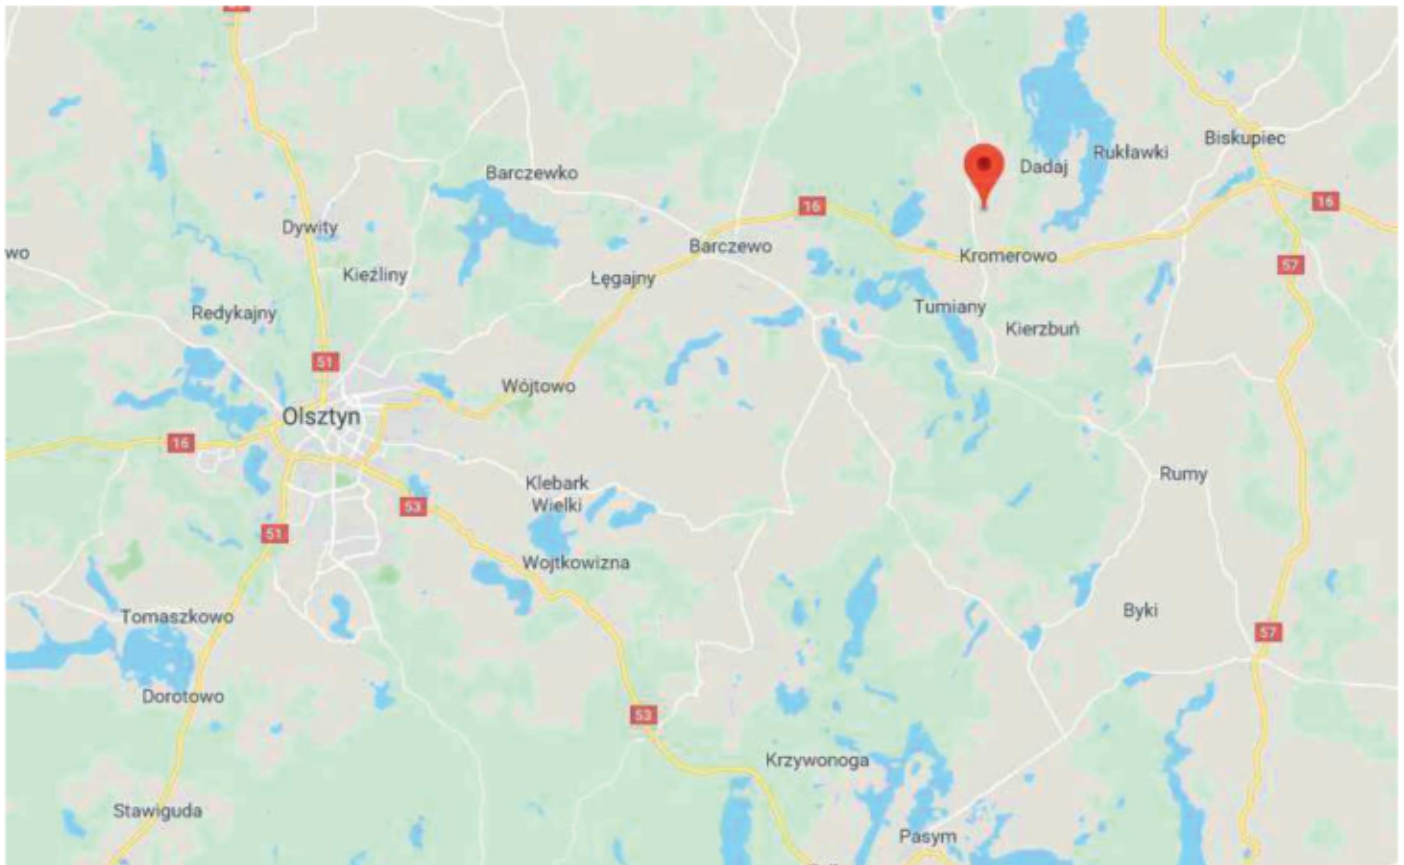 Biskupiec
Rukławki
Dadaj
Barczewko
16
16
Dywity
Barczewo
wo
Kromerowo
57
Kieźliny
Łęgajny
Tumiany
Redykajny
Kierzbuń
51
Wójtowo
Olsztyn
16
Rumy
Klebark
Wielki
53
51
Wojtkowizna
Byki
Tomaszkowo
57
Dorotowo
53
Krzywonoga
Stawiguda
Pasym